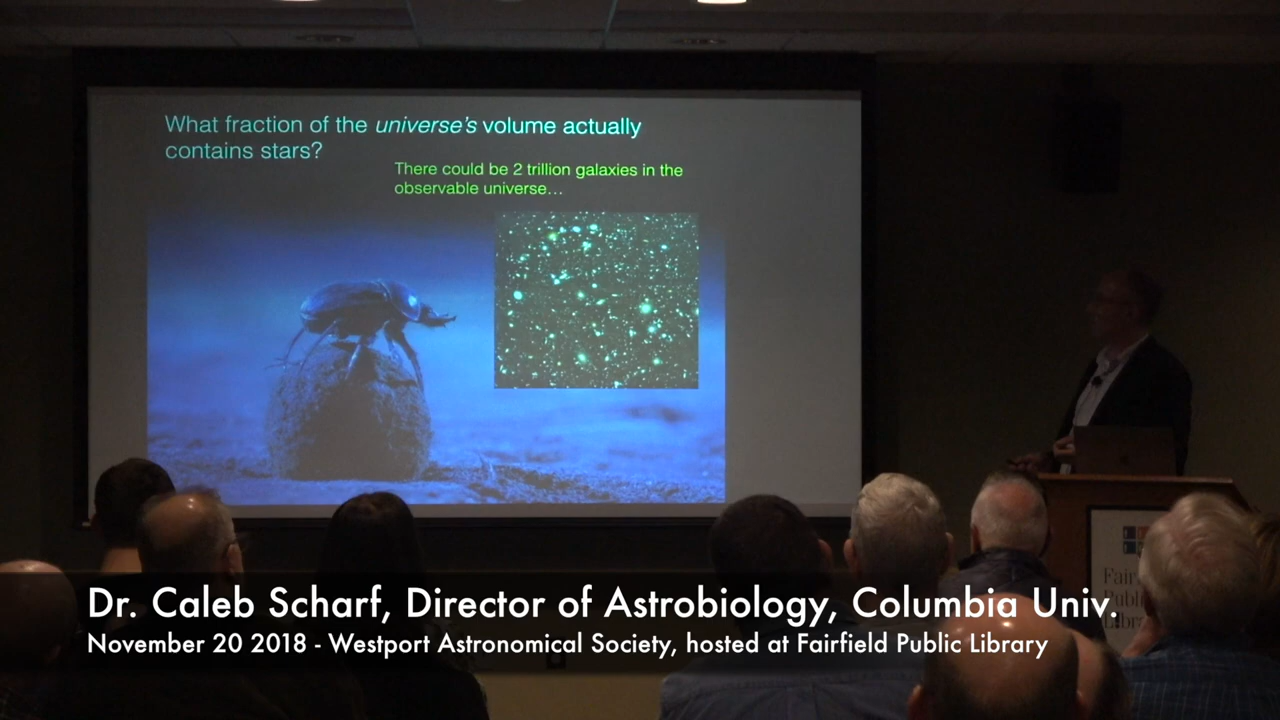 What fraction of the universe's volume actually
contains stars?
There could be 2 trillion galaxies in the
observable universe…
Dr. Caleb Scharf, Director of Astrobiology, Columbia Univ.
November 20 2018 - Westport Astronomical Society, hosted at Fairfield Public Library